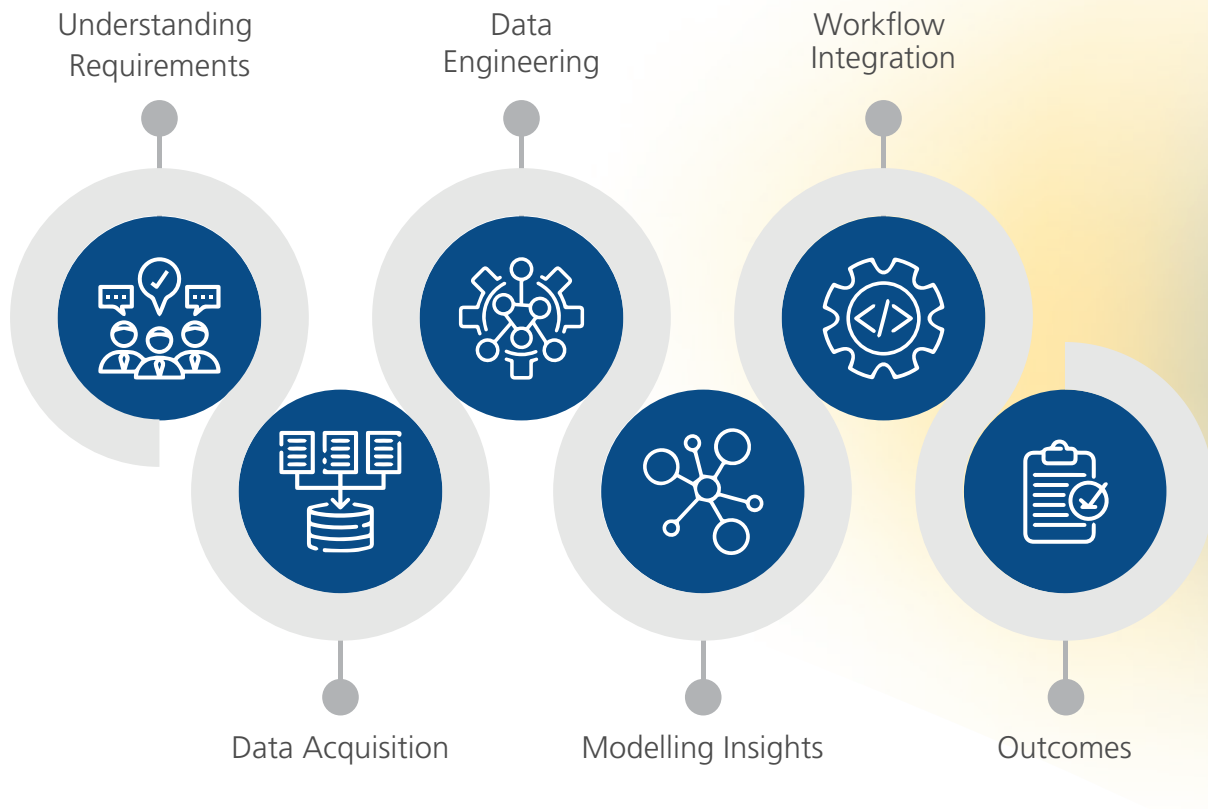 Understanding
Requirements
Data
Engineering
Workflow
Integration
</>
Data Acquisition
Modelling Insights
Outcomes